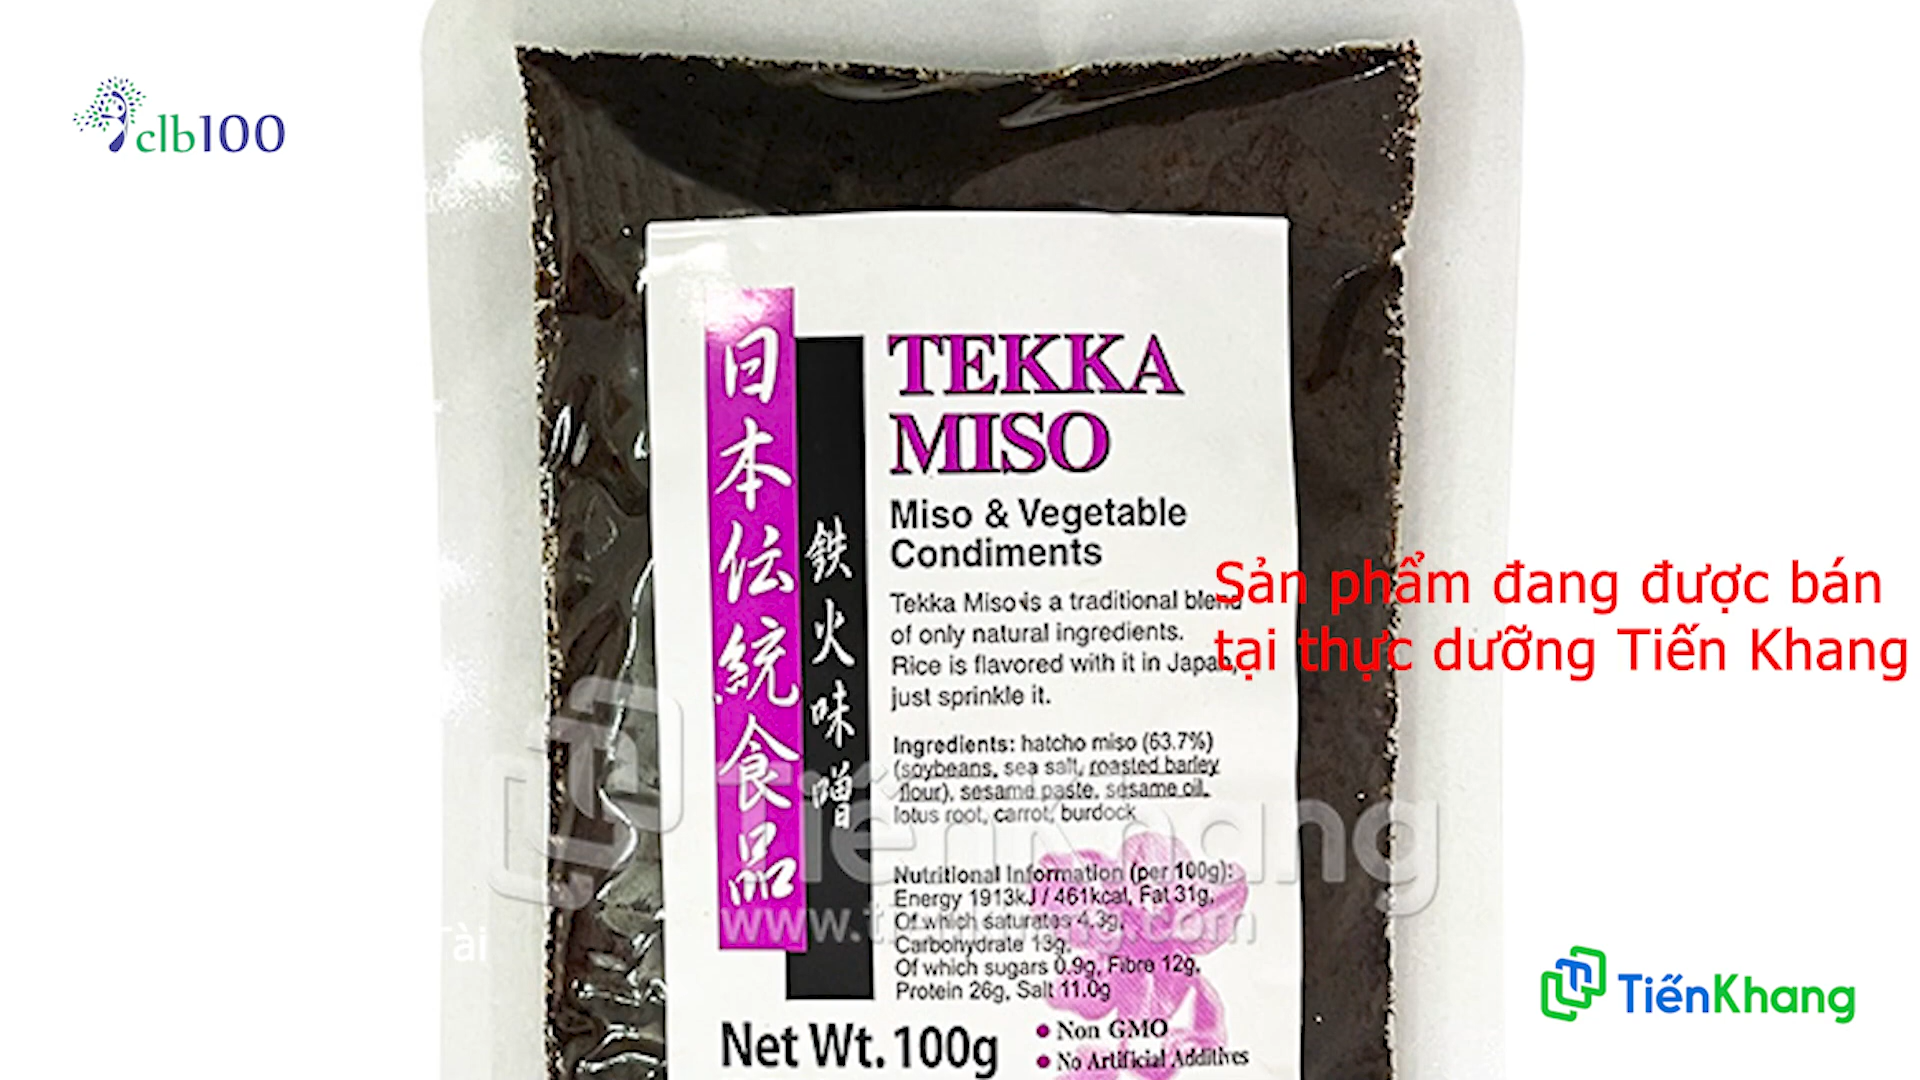 clb100
日本伝統食品
鉄火味噌
TEKKA
MISO
Miso & Vegetable
Condiments
Tekka Miso is a traditional blend
of only natural ingredients.
Rice is flavored with it in Japan,
just sprinkle it.
Ingredients: hatcho miso (63.7%)
(soybeans, sea salt, roasted barley
flour), sesame paste, sesame oil,
lotus root, carrot, burdock
Nutritional Information (per 100g):
Energy 1913kJ / 461kcal, Fat 31g,
Of which saturates 4.3g,
Carbohydrate 13g,
Of which sugars 0.9g, Fibre 12g,
Protein 26g, Salt 11.0g
Net Wt. 100g
Non GMO
No Artificial Additives
Sản phẩm đang được bán
tại thực dưỡng Tiến Khang
TiếnKhang
Tài
TiếnKhang